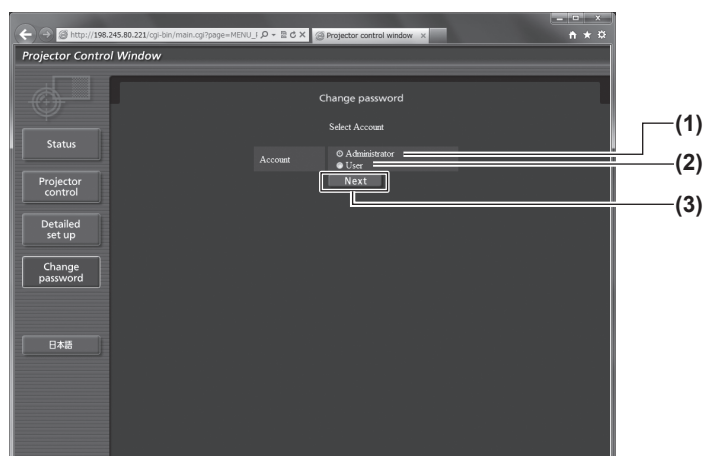 http://198.245.80.221/cgi-bin/main.cgi?page=MENU_
Projector control window
Projector Control Window
Change password
Select Account
Account
Administrator
User
Next
Status
Projector
control
Detailed
set up
Change
password
日本語
(1)
(2)
(3)